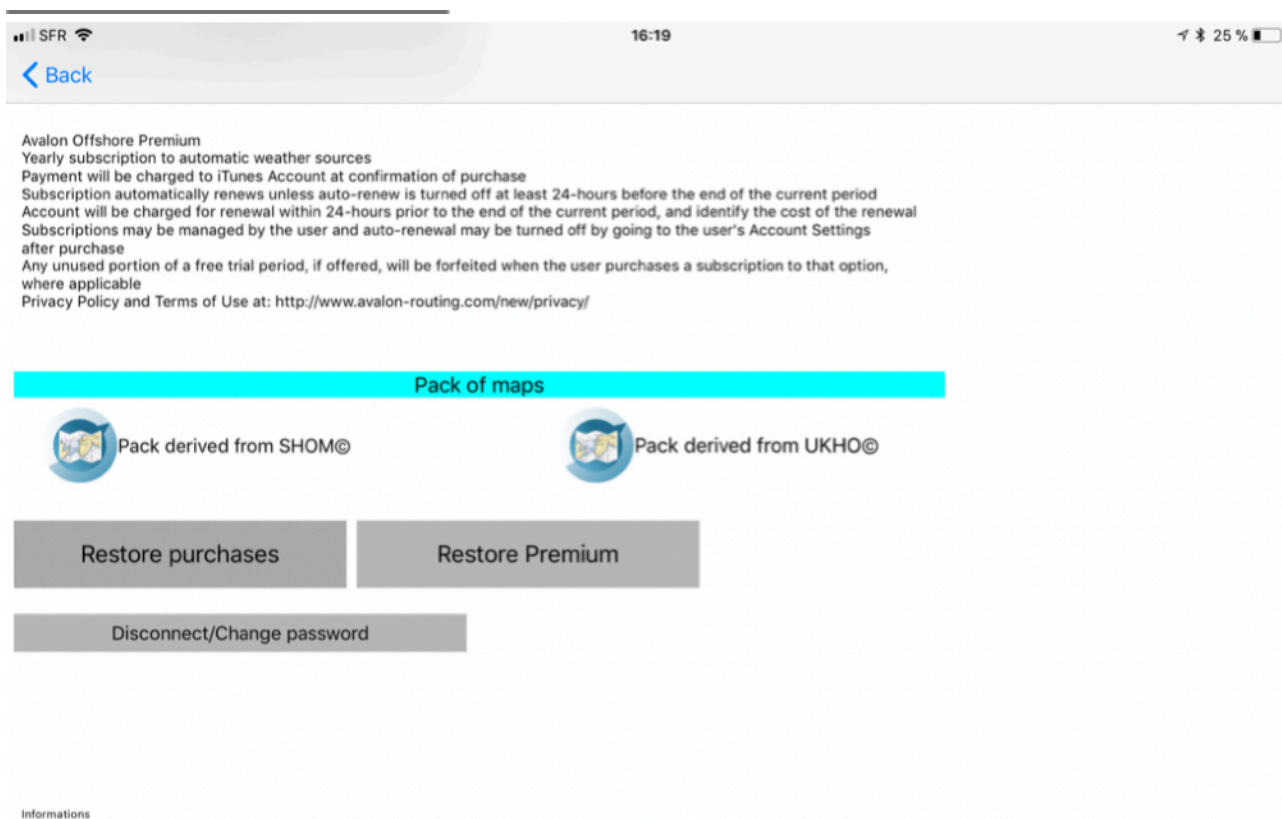 SFR
16:19
25 %
Back
Avalon Offshore Premium
Yearly subscription to automatic weather sources
Payment will be charged to iTunes Account at confirmation of purchase
Subscription automatically renews unless auto-renew is turned off at least 24-hours before the end of the current period
Account will be charged for renewal within 24-hours prior to the end of the current period, and identify the cost of the renewal
Subscriptions may be managed by the user and auto-renewal may be turned off by going to the user's Account Settings
after purchase
Any unused portion of a free trial period, if offered, will be forfeited when the user purchases a subscription to that option,
where applicable
Privacy Policy and Terms of Use at: http://www.avalon-routing.com/new/privacy/
Pack of maps
Pack derived from SHOM©
Pack derived from UKHO©
Restore purchases
Restore Premium
Disconnect/Change password
Informations